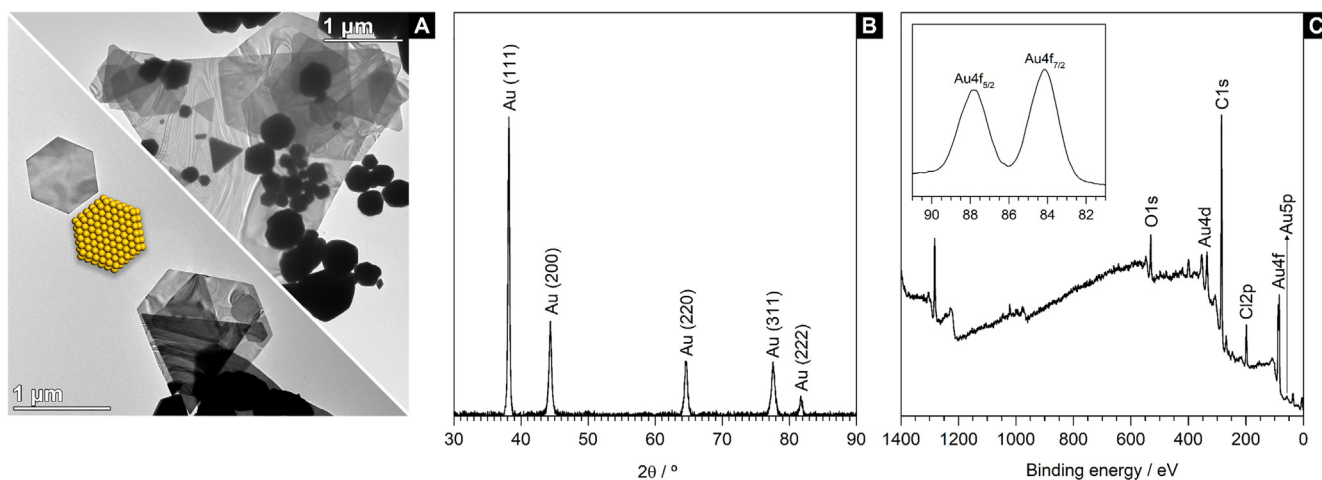 1 μm
A
1 μm
B
Au (111)
Au (200)
Au (220)
Au (311)
Au (222)
30 40 50 60 70 80 90
2θ / º
C
Au4f5/2
Au4f7/2
90 88 86 84 82
O1s
Au4d
C1s
Cl2p
Au4f
Au5p
1400 1200 1000 800 600 400 200 0
Binding energy / eV